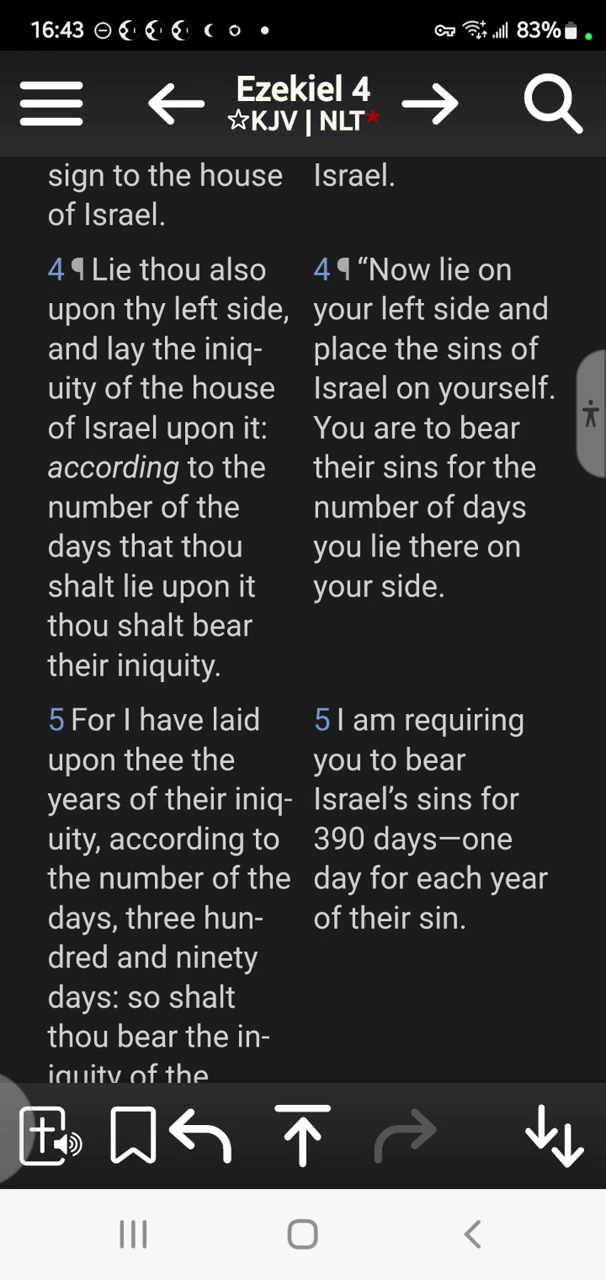 16:43
83%
Ezekiel 4
☆KJV | NLT*
sign to the house
of Israel.
4 ¶ Lie thou also
upon thy left side,
and lay the iniq-
uity of the house
of Israel upon it:
according to the
number of the
days that thou
shalt lie upon it
thou shalt bear
their iniquity.
5 For I have laid
upon thee the
years of their iniq-
uity, according to
the number of the
days, three hun-
dred and ninety
days: so shalt
thou bear the in-
iquity of the
Israel.
4 ¶ “Now lie on
your left side and
place the sins of
Israel on yourself.
You are to bear
their sins for the
number of days
you lie there on
your side.
5 I am requiring
you to bear
Israel’s sins for
390 days—one
day for each year
of their sin.